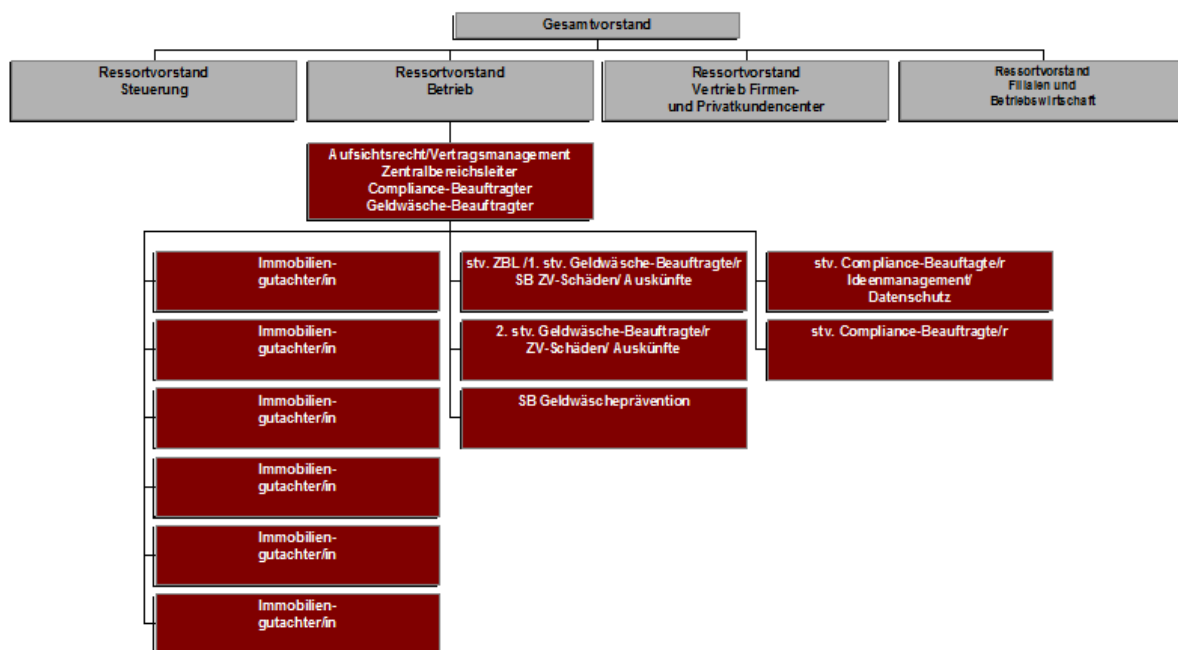 Gesamtvorstand
Ressortvorstand
Steuerung
Ressortvorstand
Betrieb
Ressortvorstand
Vertrieb Firmen-
und Privatkundencenter
Ressortvorstand
Filialen und
Betriebswirtschaft
Aufsichtsrecht/Vertragsmanagement
Zentralbereichsleiter
Compliance-Beauftragter
Geldwäsche-Beauftragter
Immobilien-
gutachter/in
stv. ZBL /1. stv. Geldwäsche-Beauftragte/r
SB ZV-Schäden/ Auskünfte
stv. Compliance-Beauftagte/r
Ideenmanagement/
Datenschutz
Immobilien-
gutachter/in
2. stv. Geldwäsche-Beauftragte/r
ZV-Schäden/ Auskünfte
stv. Compliance-Beauftragte/r
Immobilien-
gutachter/in
SB Geldwäscheprävention
Immobilien-
gutachter/in
Immobilien-
gutachter/in
Immobilien-
gutachter/in